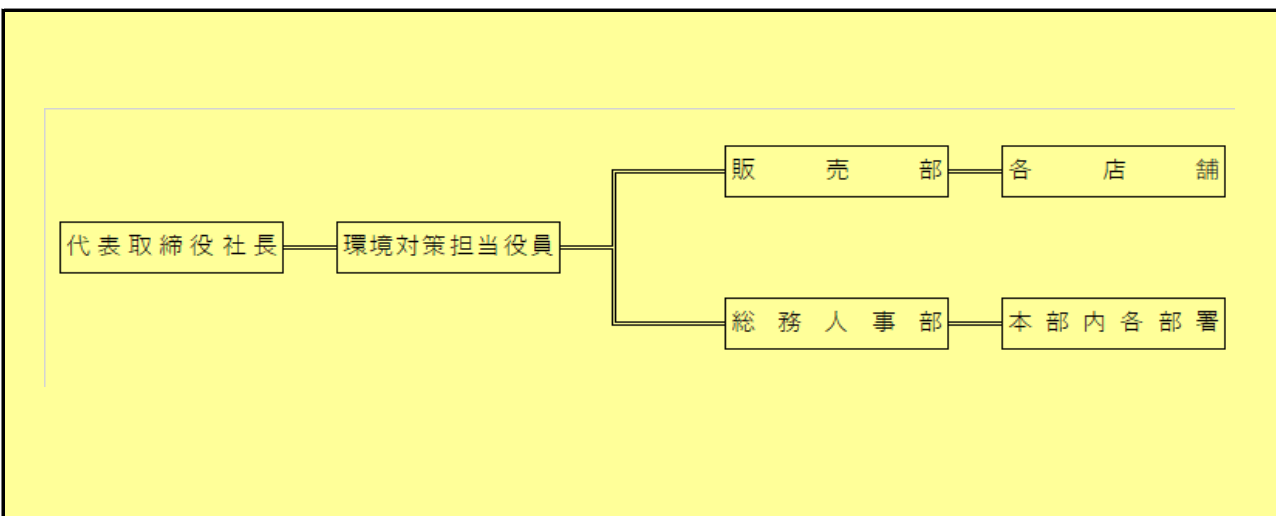 販売部
各店舗
代表取締役社長
環境対策担当役員
総務人事部
本部内各部署